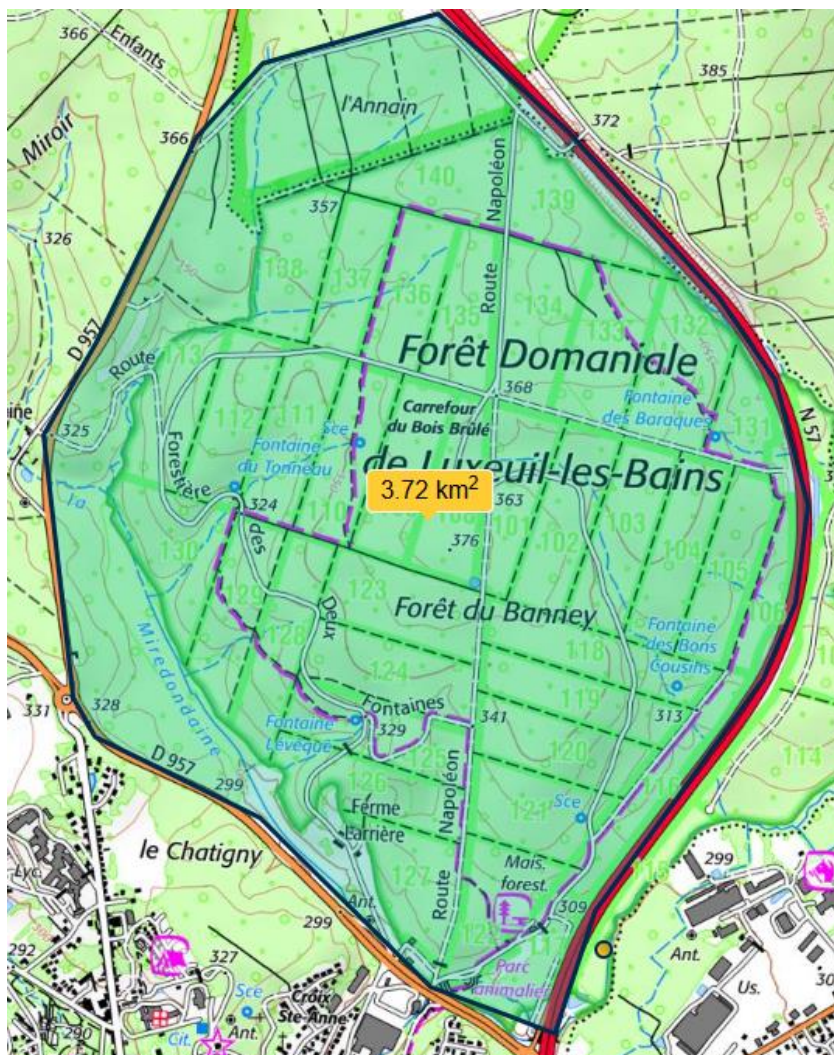 366
Enfants
385
l'Annain
372
366
Miroir
140
139
Napoléon
357
326
138
137
136
135
Route
134
133
132
D 957
Route
113
Forêt Domaniale
N 57
368
Fontaine
des Baraques
131
Carrefour
du Bois Brûlé
325
Forestière
112
111
Sce
Fontaine
du Tonneau
de Luxeuil-les-Bains
3.72 km²
324
110
363
101
103
102
104
105
376
130
des
129
123
Deux
Forêt du Banney
106
128
118
Fontaine
des Bons
Cousins
Miredondaine
124
119
Fontaines
331
328
Fontaine
Lévêque
329
341
313
120
114
D 957
299
125
126
Napoléon
116
121
Sce
Ferme
Larrière
le Chatigny
Mais.
forest.
299
115
127
Lyc.
Ant.
Route
309
299
292
327
Parc
animalier
Ant.
Us.
Sce
Croix
Ste-Anne
290
Cit.
Ant.